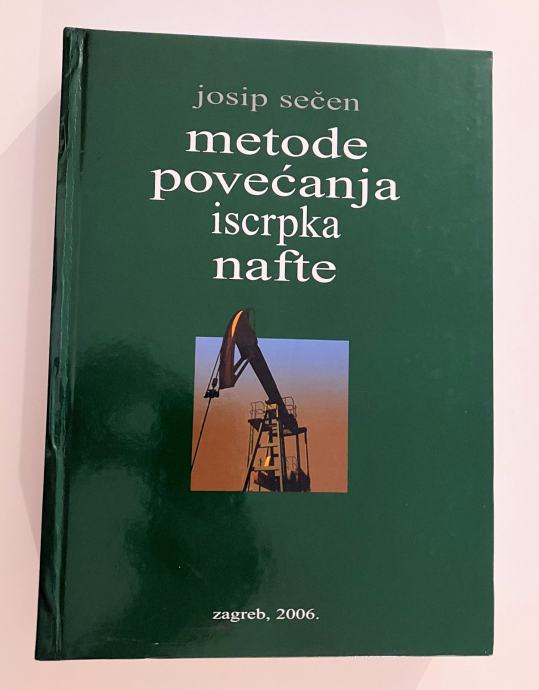 josip sečen
metode
povećanja
iscrpka
nafte
zagreb, 2006.